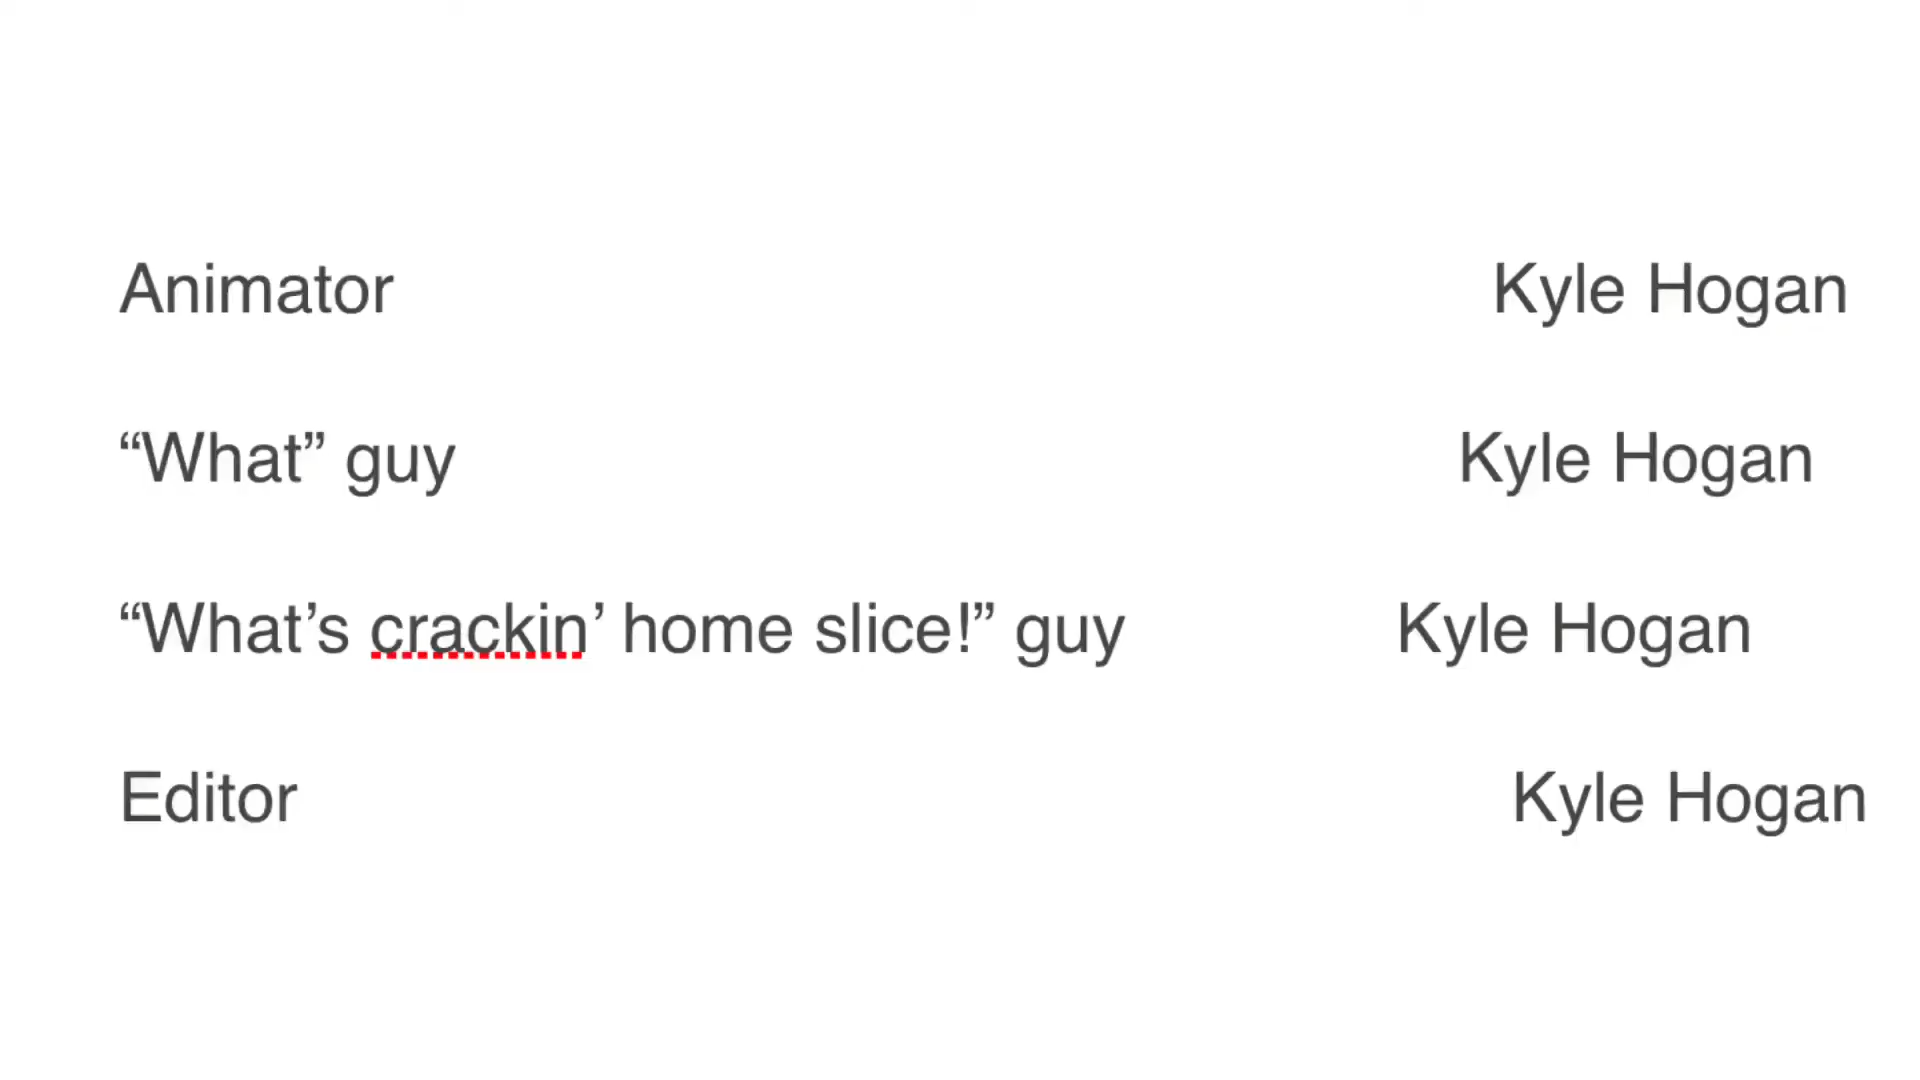 Animator Kyle Hogan
“What” guy Kyle Hogan
“What’s crackin’ home slice!” guy Kyle Hogan
Editor Kyle Hogan